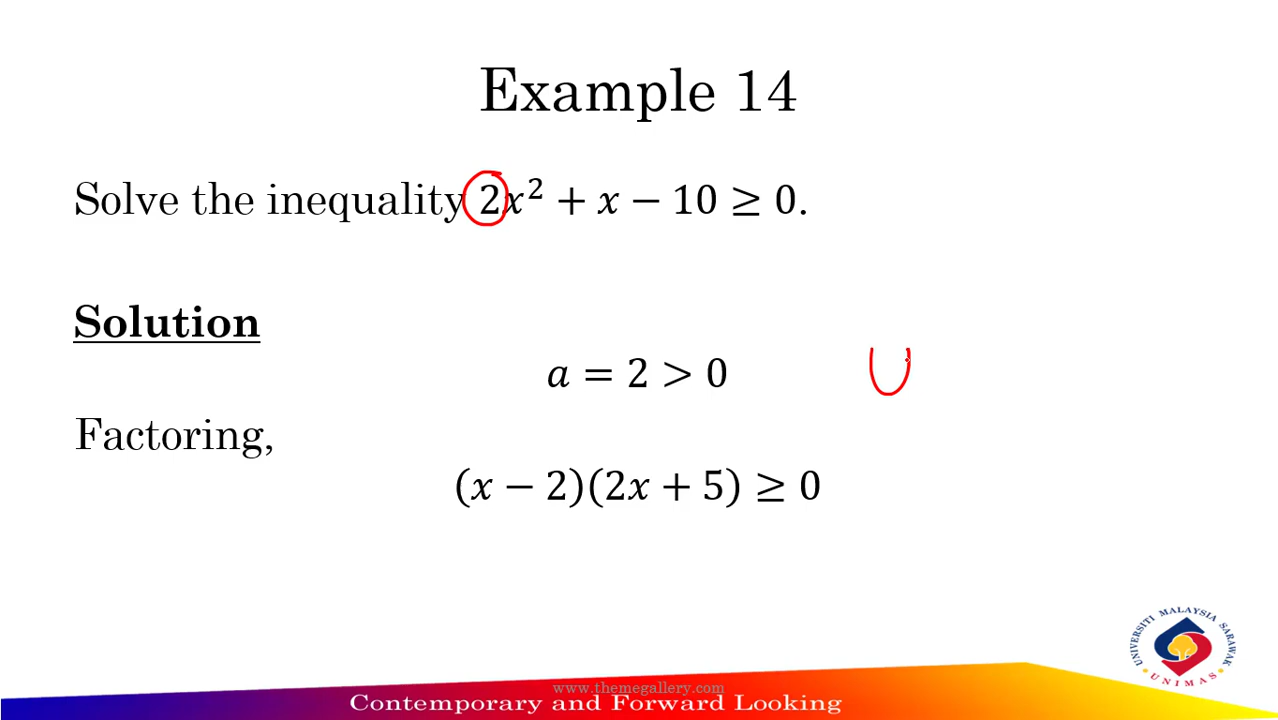 Example 14
Solve the inequality 2x² + x − 10 ≥ 0.
Solution
a = 2 > 0
Factoring,
(x − 2)(2x + 5) ≥ 0
UNIVERSITI MALAYSIA SARAWAK
UNIMAS
www.themegallery.com
Contemporary and Forward Looking